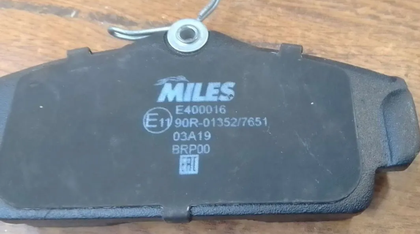 MILES
E400016
E11 90R-01352/7651
03A19
BRP00
EAC